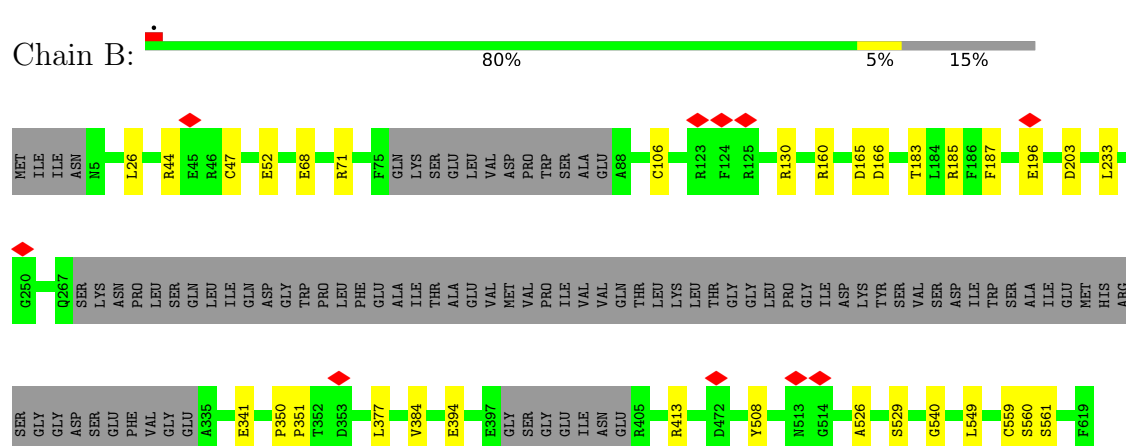 Chain B:
80% 5% 15%
MET ILE ILE ASN N5 L26 R44 E45 R46 C47 E52 E68 R71 F75 GLN LYS SER GLU LEU VAL ASP PRO TRP SER ALA GLU A88 C106 R123 F124 R125 R130 R160 D165 D166 T183 L184 R185 F186 F187 E196 D203 L233
G250 Q267 SER LYS ASN PRO LEU SER GLN LEU ILE GLN ASP GLY TRP PRO LEU PHE GLU ALA ILE THR ALA GLU VAL MET VAL PRO ILE VAL VAL GLN THR LEU LYS LEU THR GLY GLY LEU PRO GLY ILE ASP LYS TYR SER VAL SER ASP ILE TRP SER ALA ILE GLU MET HIS ARG
SER GLY GLY ASP SER GLU PHE VAL GLY GLU A335 E341 P350 P351 T352 D353 L377 V384 E394 E397 GLY SER GLY GLU ILE ASN GLU R405 R413 D472 Y508 N513 G514 A526 S529 G540 L549 C559 S560 S561 F619